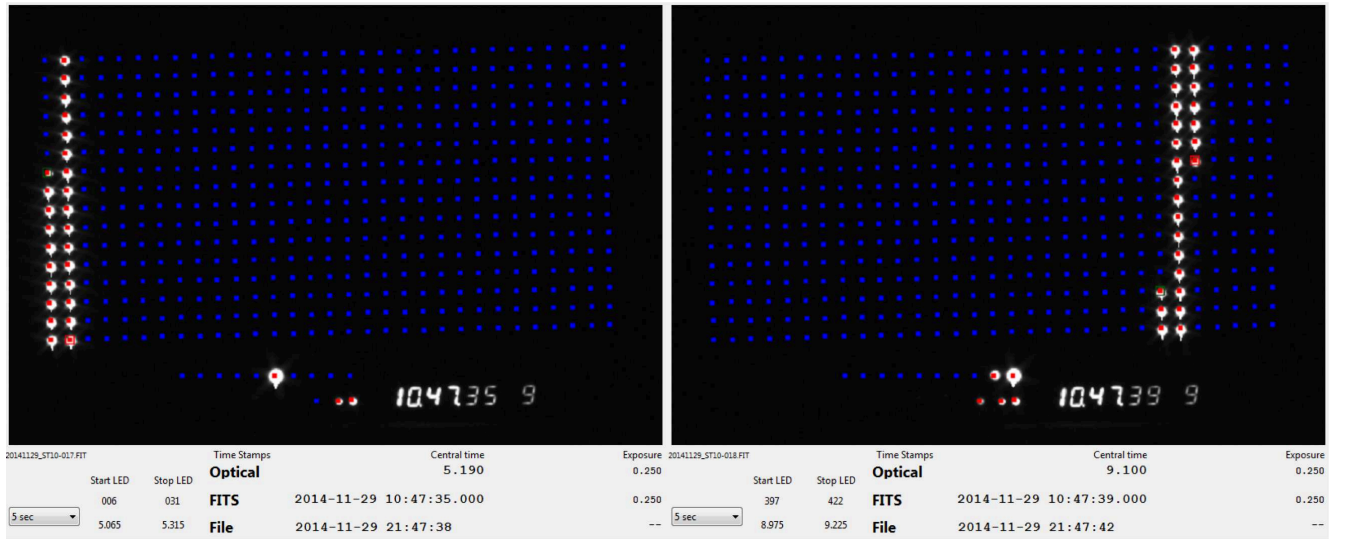 10.47.35 9
20141129_ST10-017.FIT
Time Stamps Central time Exposure
Start LED Stop LED Optical 5.190 0.250
006 031 FITS 2014-11-29 10:47:35.000 0.250
5 sec 5.065 5.315 File 2014-11-29 21:47:38 --
10.47.39 9
20141129_ST10-018.FIT
Time Stamps Central time Exposure
Start LED Stop LED Optical 9.100 0.250
397 422 FITS 2014-11-29 10:47:39.000 0.250
5 sec 8.975 9.225 File 2014-11-29 21:47:42 --